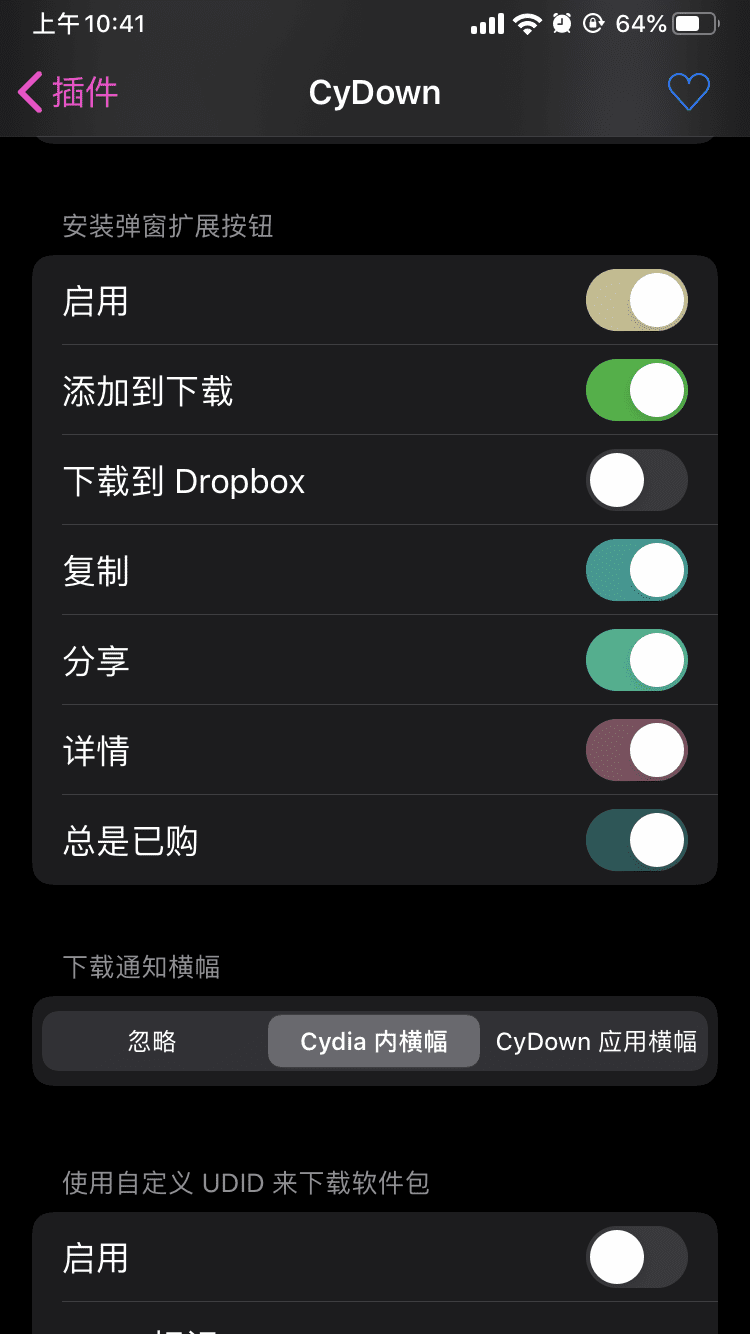 上午10:41
64%
插件
CyDown
安装弹窗扩展按钮
启用
添加到下载
下载到 Dropbox
复制
分享
详情
总是已购
下载通知横幅
忽略
Cydia 内横幅
CyDown 应用横幅
使用自定义 UDID 来下载软件包
启用